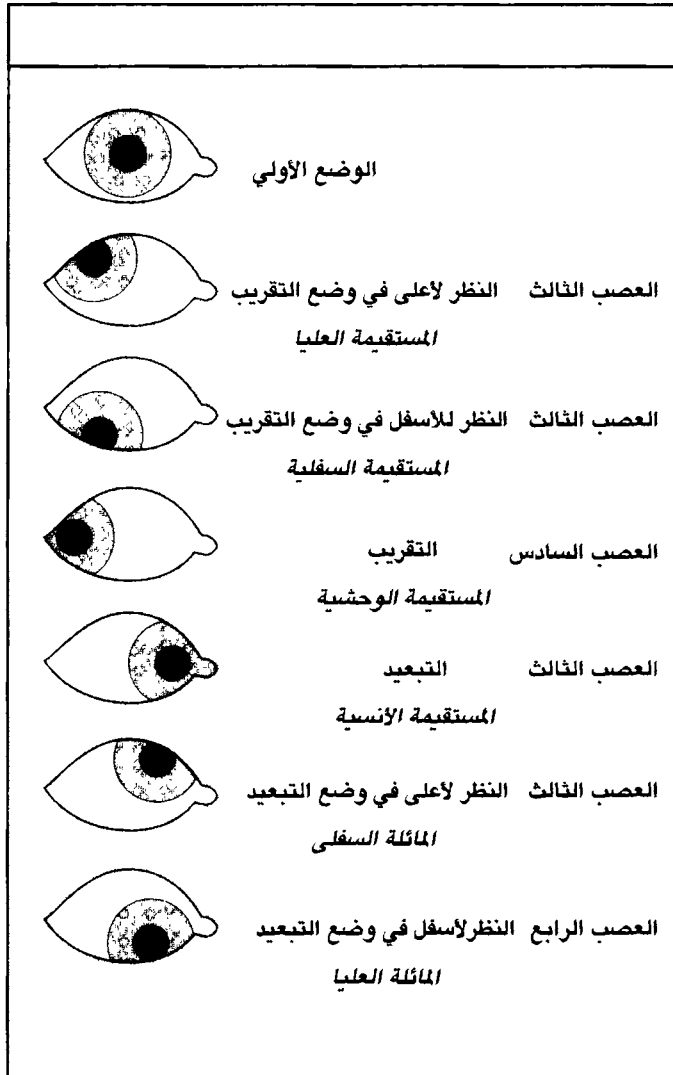 الوضع الأولي
العصب الثالث النظر لأعلى في وضع التقريب
المستقيمة العليا
العصب الثالث النظر للأسفل في وضع التقريب
المستقيمة السفلية
العصب السادس التقريب
المستقيمة الوحشية
العصب الثالث التبعيد
المستقيمة الأنسية
العصب الثالث النظر لأعلى في وضع التبعيد
المائلة السفلى
العصب الرابع النظرلأسفل في وضع التبعيد
المائلة العليا